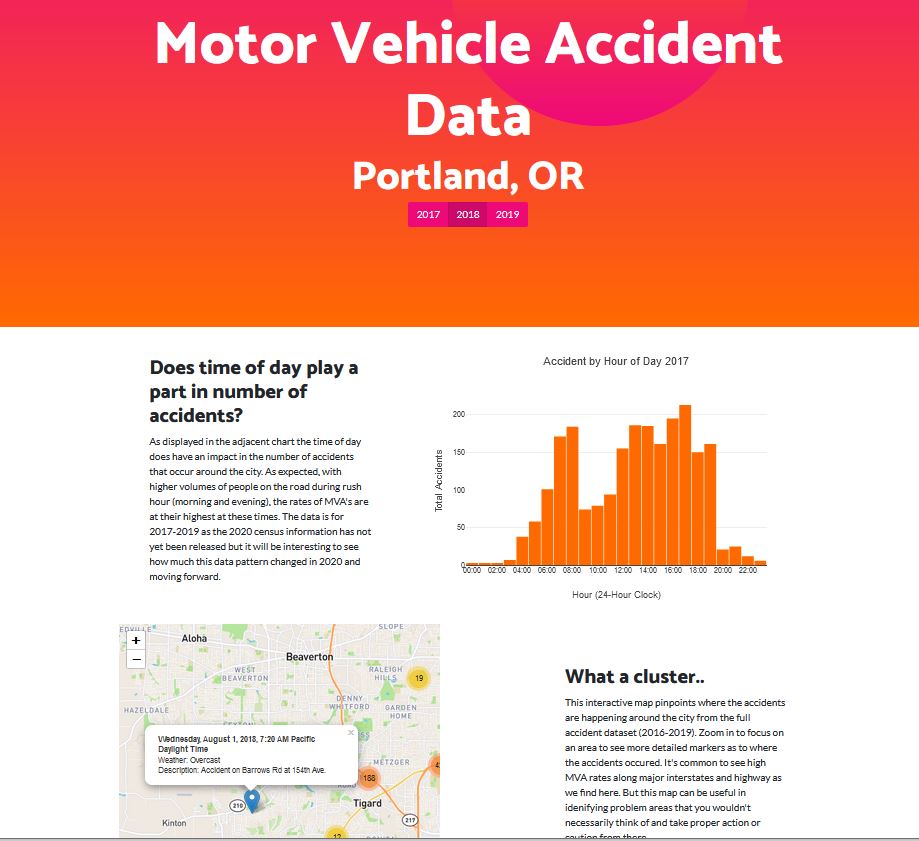 Motor Vehicle Accident
Data
Portland, OR
2017 2018 2019
Does time of day play a
part in number of
accidents?
As displayed in the adjacent chart the time of day
does have an impact in the number of accidents
that occur around the city. As expected, with
higher volumes of people on the road during rush
hour (morning and evening), the rates of MVA's are
at their highest at these times. The data is for
2017-2019 as the 2020 census information has not
yet been released but it will be interesting to see
how much this data pattern changed in 2020 and
moving forward.
Accident by Hour of Day 2017
Total Accidents
200
150
100
50
0
00:00 02:00 04:00 06:00 08:00 10:00 12:00 14:00 16:00 18:00 20:00 22:00
Hour (24-Hour Clock)
+
−
SLOPE
Aloha
Beaverton
WEST
BEAVERTON
RALEIGH
HILLS
19
DENNY
WHITFORD
GARDEN
HOME
HAZELDALE
×
Wednesday, August 1, 2018, 7:20 AM Pacific
Daylight Time
Weather: Overcast
Description: Accident on Barrows Rd at 154th Ave.
METZGER
188
210
Tigard
217
Kinton
12
What a cluster..
This interactive map pinpoints where the accidents
are happening around the city from the full
accident dataset (2016-2019). Zoom in to focus on
an area to see more detailed markers as to where
the accidents occured. It's common to see high
MVA rates along major interstates and highway as
we find here. But this map can be useful in
idenifying problem areas that you wouldn't
necessarily think of and take proper action or
caution from there.